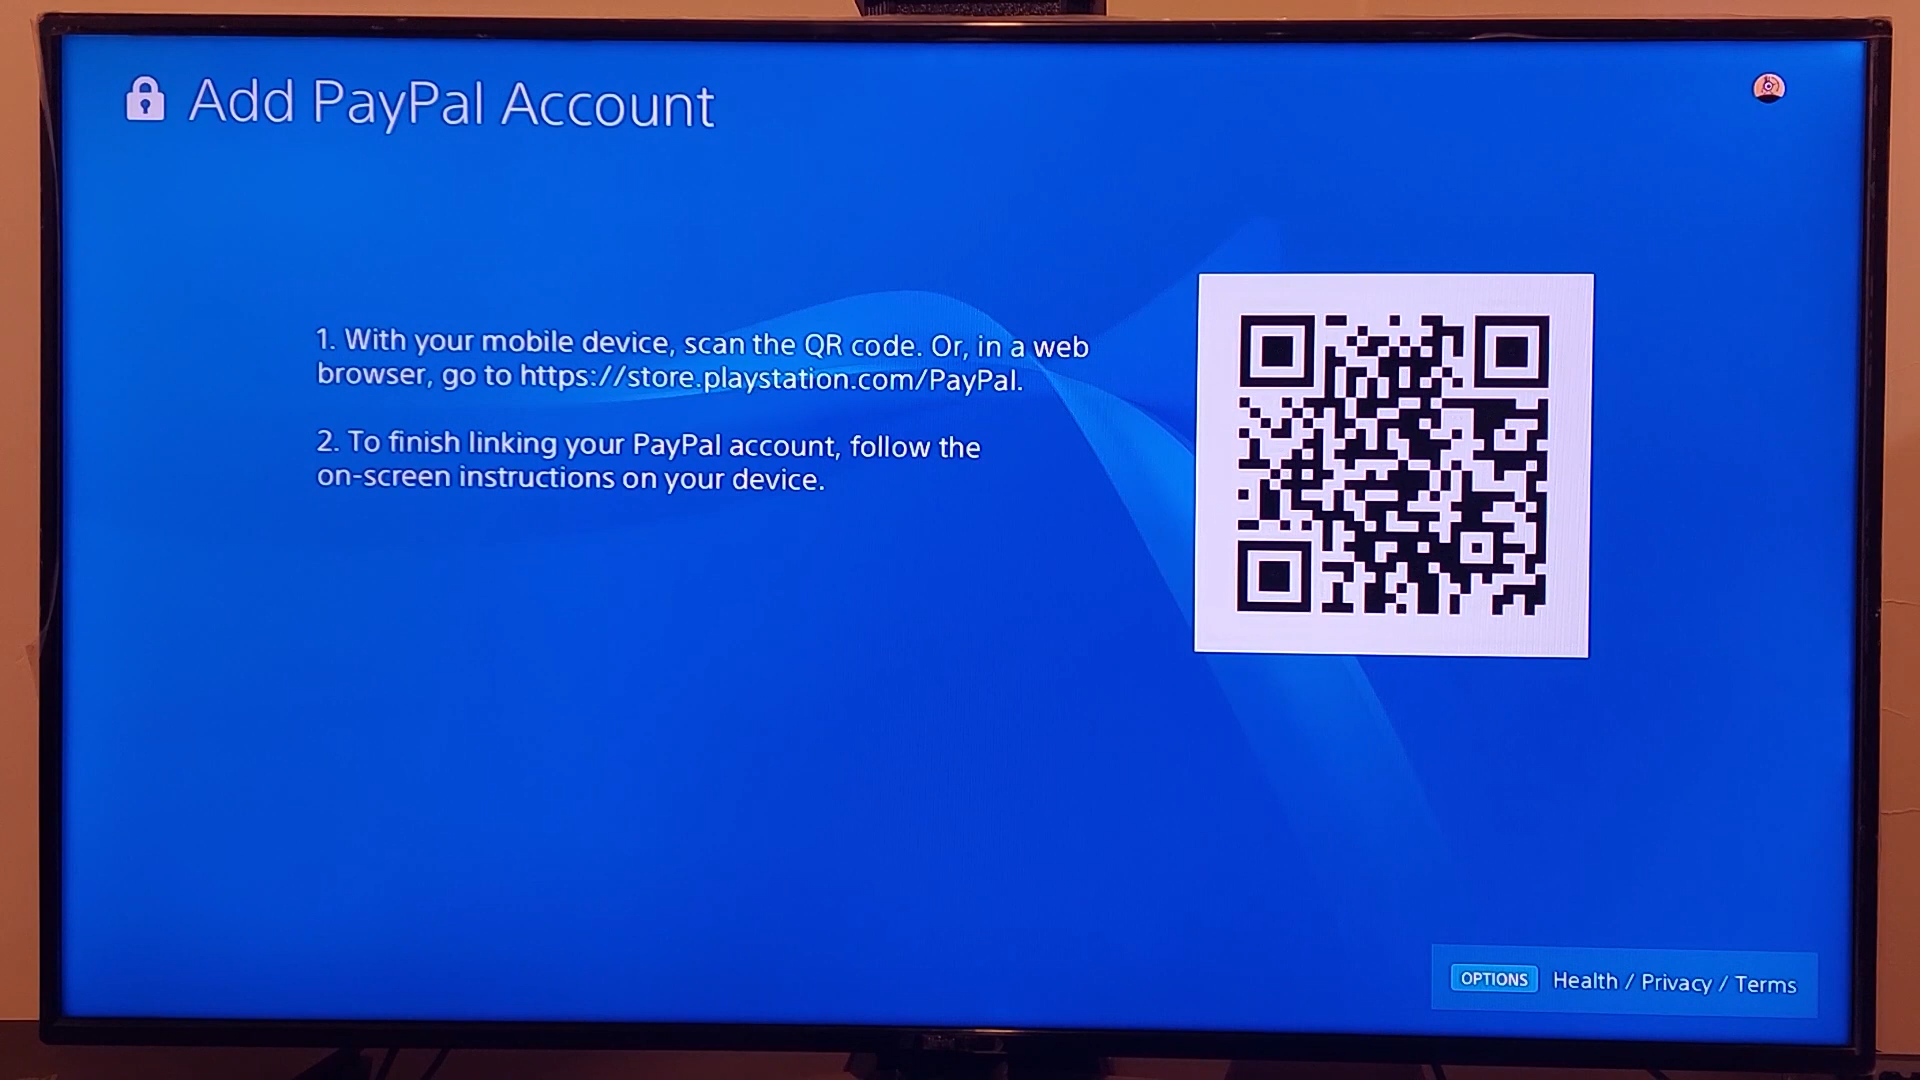 Add PayPal Account
1. With your mobile device, scan the QR code. Or, in a web
browser, go to https://store.playstation.com/PayPal.
2. To finish linking your PayPal account, follow the
on-screen instructions on your device.
OPTIONS Health / Privacy / Terms